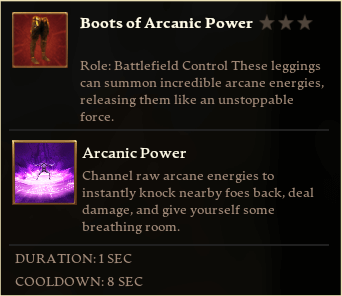 Boots of Arcanic Power
Role: Battlefield Control These leggings
can summon incredible arcane energies,
releasing them like an unstoppable
force.
Arcanic Power
Channel raw arcane energies to
instantly knock nearby foes back, deal
damage, and give yourself some
breathing room.
DURATION: 1 SEC
COOLDOWN: 8 SEC